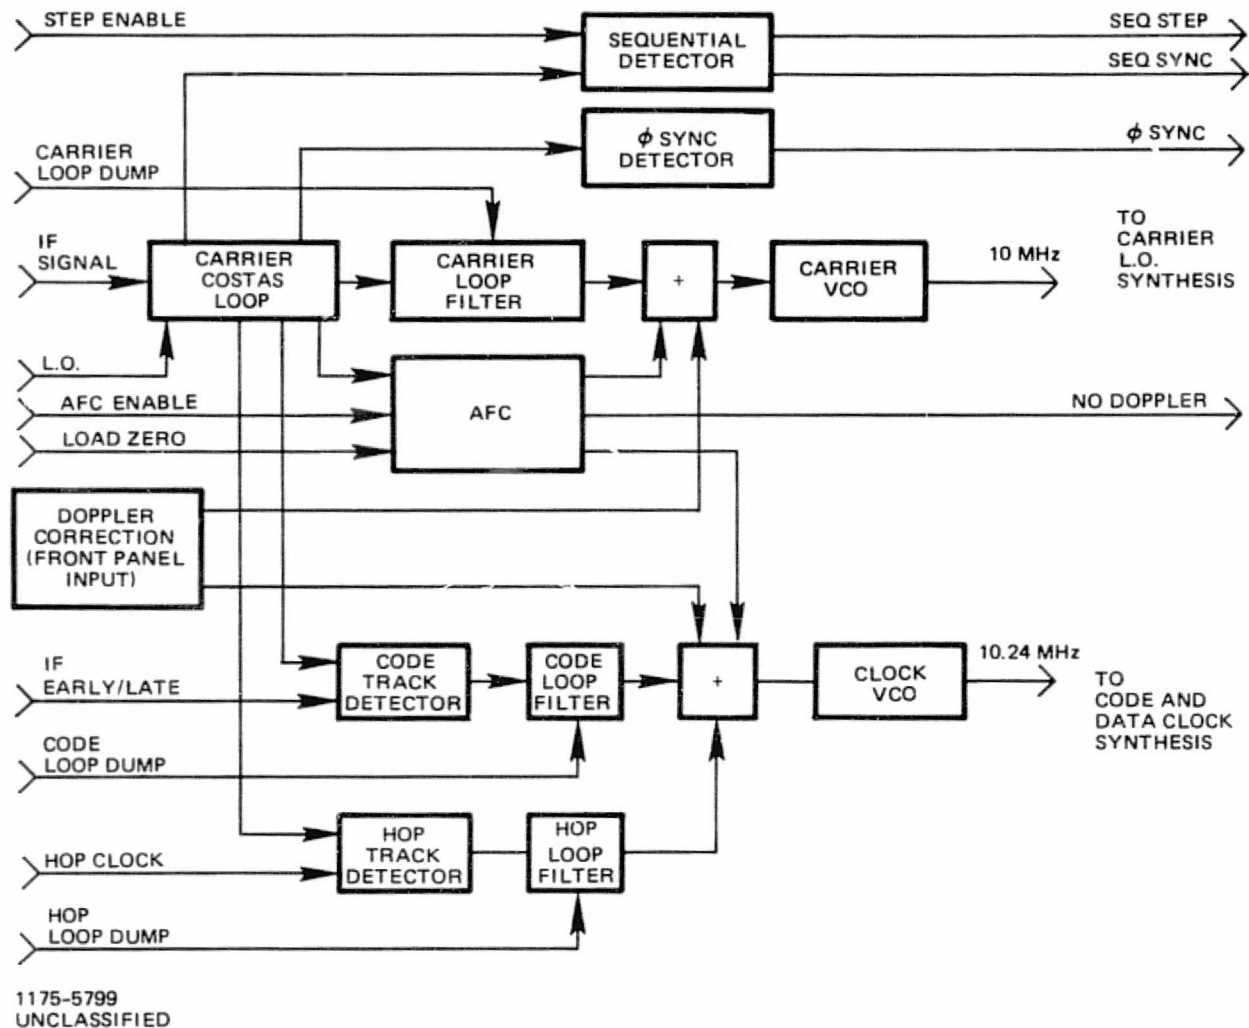 STEP ENABLE
SEQUENTIAL
DETECTOR
SEQ STEP
SEQ SYNC
CARRIER
LOOP DUMP
ϕ SYNC
DETECTOR
ϕ SYNC
IF
SIGNAL
CARRIER
COSTAS
LOOP
CARRIER
LOOP
FILTER
+
CARRIER
VCO
10 MHz
TO
CARRIER
L.O.
SYNTHESIS
L.O.
AFC ENABLE
LOAD ZERO
AFC
NO DOPPLER
DOPPLER
CORRECTION
(FRONT PANEL
INPUT)
IF
EARLY/LATE
CODE
TRACK
DETECTOR
CODE
LOOP
FILTER
+
CLOCK
VCO
10.24 MHz
TO
CODE AND
DATA CLOCK
SYNTHESIS
CODE
LOOP DUMP
HOP CLOCK
HOP
TRACK
DETECTOR
HOP
LOOP
FILTER
HOP
LOOP DUMP
1175-5799
UNCLASSIFIED